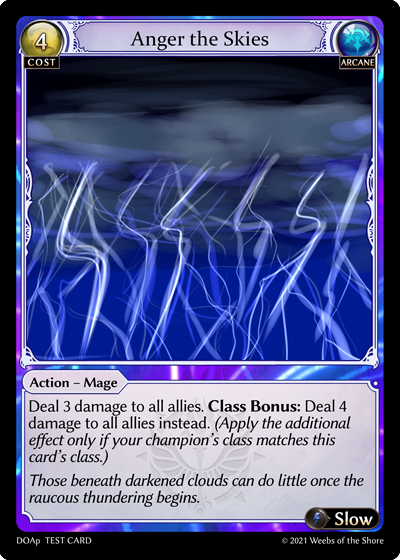 4
Anger the Skies
COST
ARCANE
Action – Mage
Deal 3 damage to all allies. Class Bonus: Deal 4
damage to all allies instead. (Apply the additional
effect only if your champion's class matches this
card's class.)
Those beneath darkened clouds can do little once the
raucous thundering begins.
Slow
DOAp TEST CARD
© 2021 Weebs of the Shore